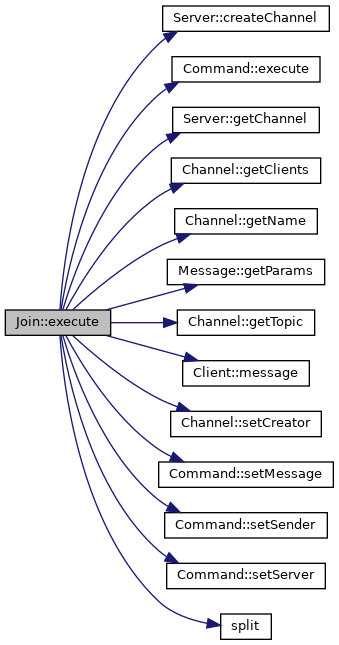 Server::createChannel
Command::execute
Server::getChannel
Channel::getClients
Channel::getName
Message::getParams
Join::execute
Channel::getTopic
Client::message
Channel::setCreator
Command::setMessage
Command::setSender
Command::setServer
split